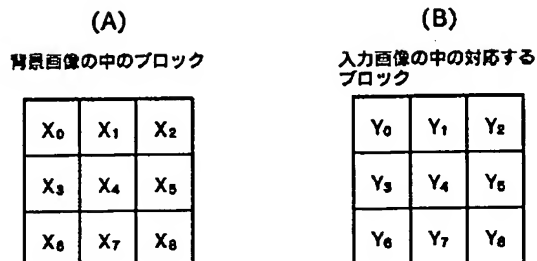 (A)
背景画像の中のブロック
X₀ X₁ X₂
X₃ X₄ X₅
X₆ X₇ X₈
(B)
入力画像の中の対応する
ブロック
Y₀ Y₁ Y₂
Y₃ Y₄ Y₅
Y₆ Y₇ Y₈